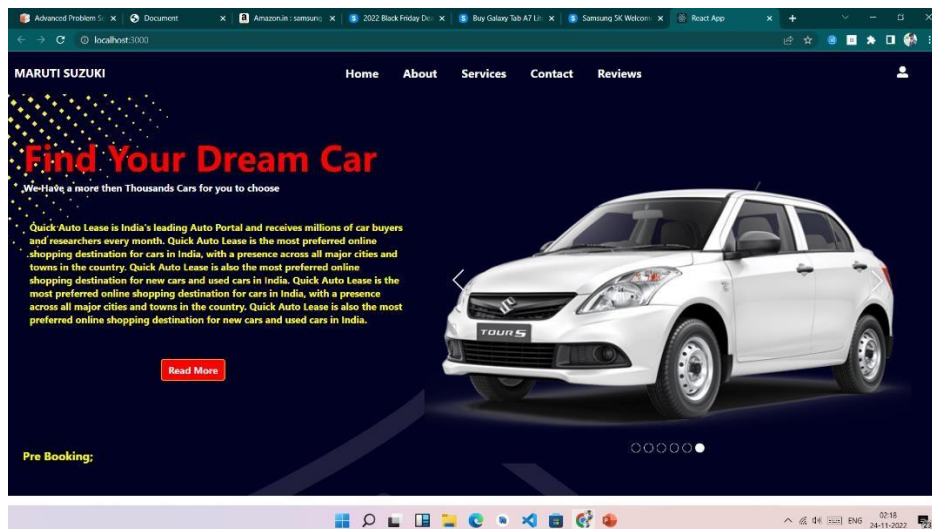 Advanced Problem So
Document
Amazon.in : samsung
2022 Black Friday Dea
Buy Galaxy Tab A7 Lit
Samsung SK Welcom
React App
localhost:3000
MARUTI SUZUKI
Home About Services Contact Reviews
Find Your Dream Car
We Have a more then Thousands Cars for you to choose
Quick Auto Lease is India's leading Auto Portal and receives millions of car buyers
and researchers every month. Quick Auto Lease is the most preferred online
shopping destination for cars in India, with a presence across all major cities and
towns in the country. Quick Auto Lease is also the most preferred online
shopping destination for new cars and used cars in India. Quick Auto Lease is the
most preferred online shopping destination for cars in India, with a presence
across all major cities and towns in the country. Quick Auto Lease is also the most
preferred online shopping destination for new cars and used cars in India.
TOUR S
Read More
Pre Booking;
ENG
02:18
24-11-2022